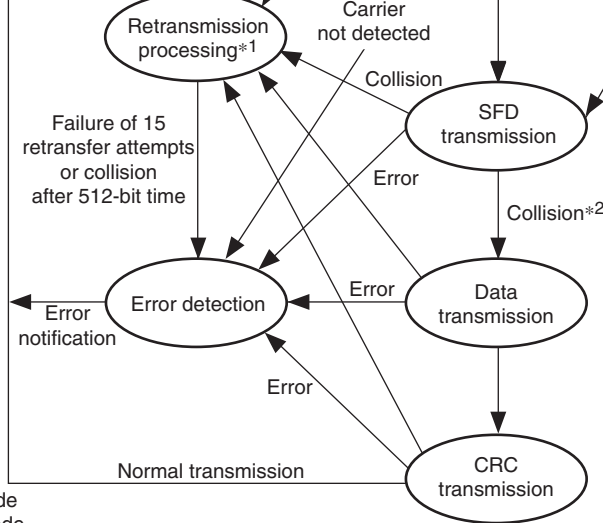 Carrier
not detected
Retransmission
processing*1
Collision
SFD
transmission
Failure of 15
retransfer attempts
or collision
after 512-bit time
Error
Collision*2
Error detection
Error
Data
transmission
Error
notification
Error
Normal transmission
CRC
transmission